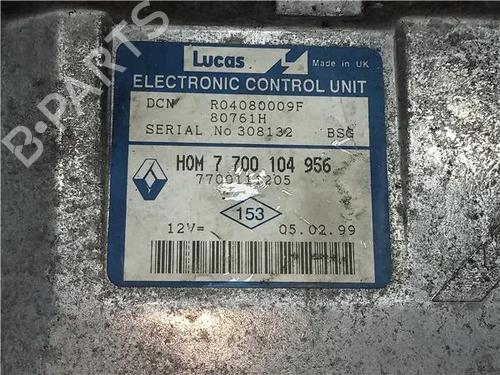 Lucas
Made in UK
ELECTRONIC CONTROL UNIT
DCN R04080009F
80761H
SERIAL No 308132 BSG
HOM 7 700 104 956
7700111205
153
12V= 05.02.99
B-PARTS